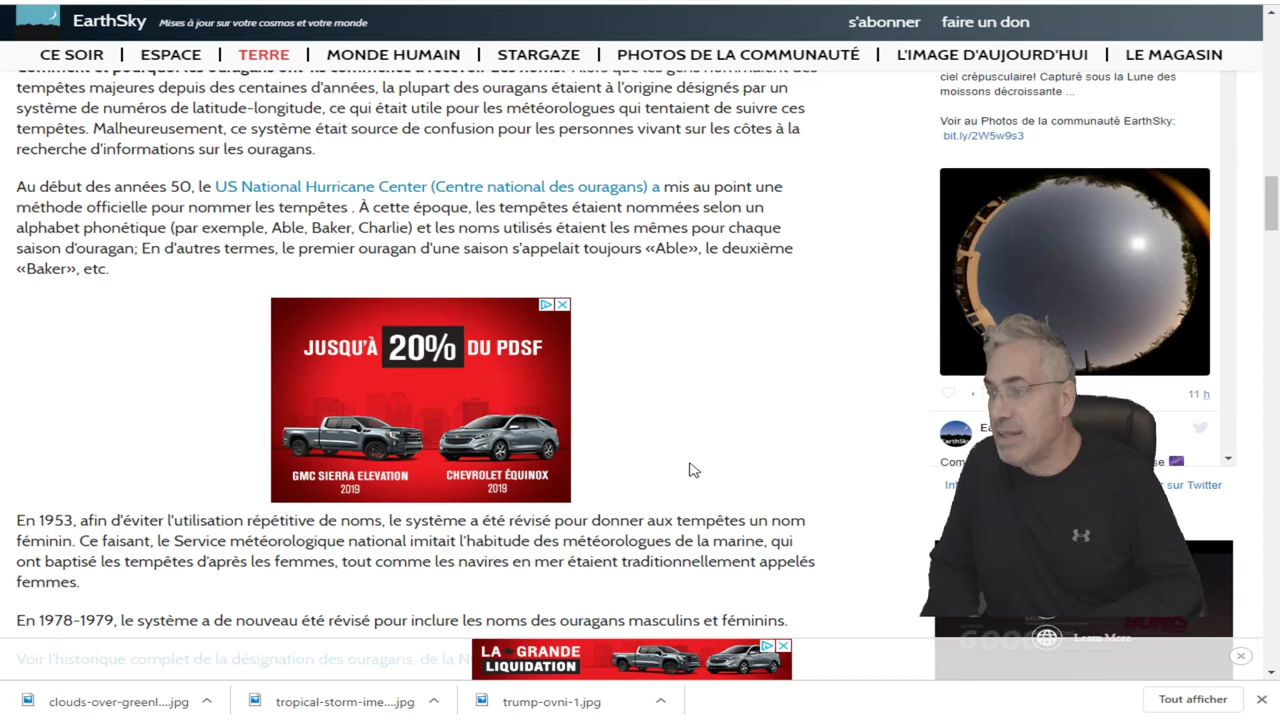 EarthSky Mises à jour sur votre cosmos et votre monde
s'abonner faire un don
CE SOIR | ESPACE | TERRE | MONDE HUMAIN | STARGAZE | PHOTOS DE LA COMMUNAUTÉ | L'IMAGE D'AUJOURD'HUI | LE MAGASIN
tempêtes majeures depuis des centaines d'années, la plupart des ouragans étaient à l'origine désignés par un
système de numéros de latitude-longitude, ce qui était utile pour les météorologues qui tentaient de suivre ces
tempêtes. Malheureusement, ce système était source de confusion pour les personnes vivant sur les côtes à la
recherche d'informations sur les ouragans.
Au début des années 50, le US National Hurricane Center (Centre national des ouragans) a mis au point une
méthode officielle pour nommer les tempêtes . À cette époque, les tempêtes étaient nommées selon un
alphabet phonétique (par exemple, Able, Baker, Charlie) et les noms utilisés étaient les mêmes pour chaque
saison d'ouragan; En d'autres termes, le premier ouragan d'une saison s'appelait toujours «Able», le deuxième
«Baker», etc.
JUSQU'À 20% DU PDSF
GMC SIERRA ELEVATION
2019
CHEVROLET ÉQUINOX
2019
En 1953, afin d'éviter l'utilisation répétitive de noms, le système a été révisé pour donner aux tempêtes un nom
féminin. Ce faisant, le Service météorologique national imitait l'habitude des météorologues de la marine, qui
ont baptisé les tempêtes d'après les femmes, tout comme les navires en mer étaient traditionnellement appelés
femmes.
En 1978-1979, le système a de nouveau été révisé pour inclure les noms des ouragans masculins et féminins.
Voir l'historique complet de la désignation des ouragans, de la
LA GRANDE
LIQUIDATION
ciel crépusculaire! Capturé sous la Lune des
moissons décroissante ...
Voir au Photos de la communauté EarthSky:
bit.ly/2W5w9s3
11 h
sur Twitter
Learn More
clouds-over-greenl....jpg
tropical-storm-ime....jpg
trump-ovni-1.jpg
Tout afficher